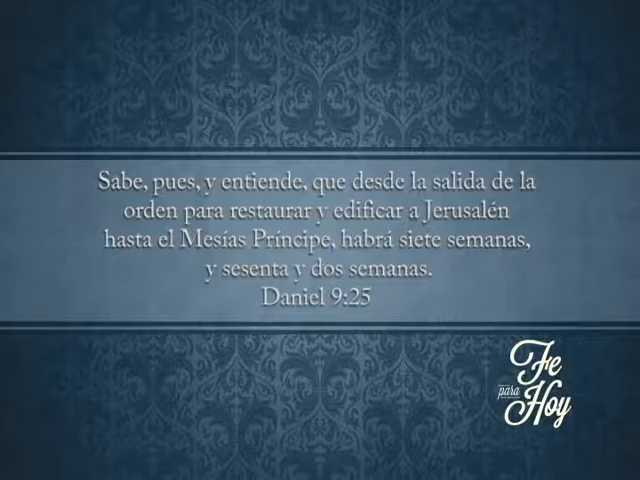 Sabe, pues, y entiende, que desde la salida de la
orden para restaurar y edificar a Jerusalén
hasta el Mesías Príncipe, habrá siete semanas,
y sesenta y dos semanas.
Daniel 9:25
Fe
para
Hoy